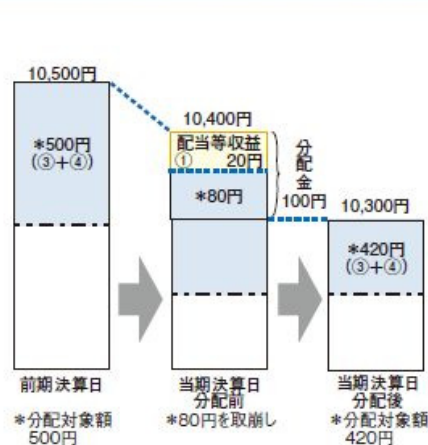 10,500円
*500円
(③+④)
前期決算日
*分配対象額
500円
10,400円
配当等収益
① 20円
*80円
分配金
100円
当期決算日
分配前
*80円を取崩し
10,300円
*420円
(③+④)
当期決算日
分配後
*分配対象額
420円